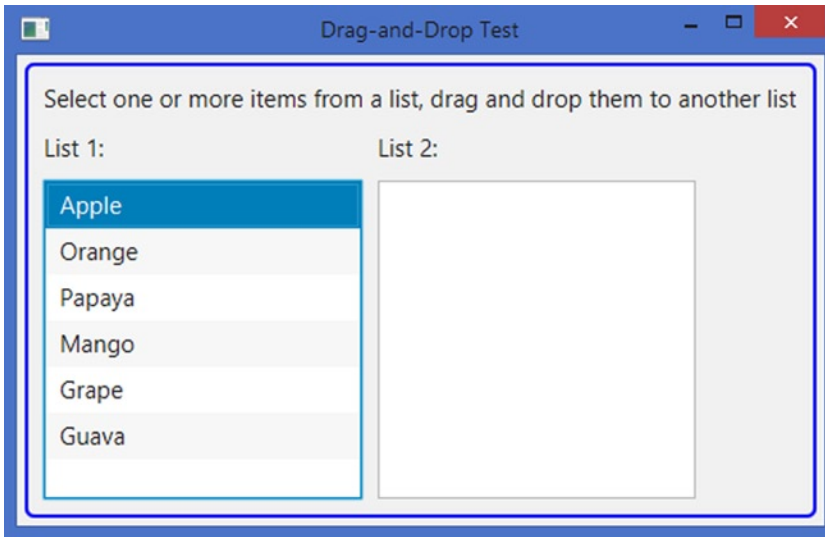 Drag-and-Drop Test
Select one or more items from a list, drag and drop them to another list
List 1:
List 2:
Apple
Orange
Papaya
Mango
Grape
Guava